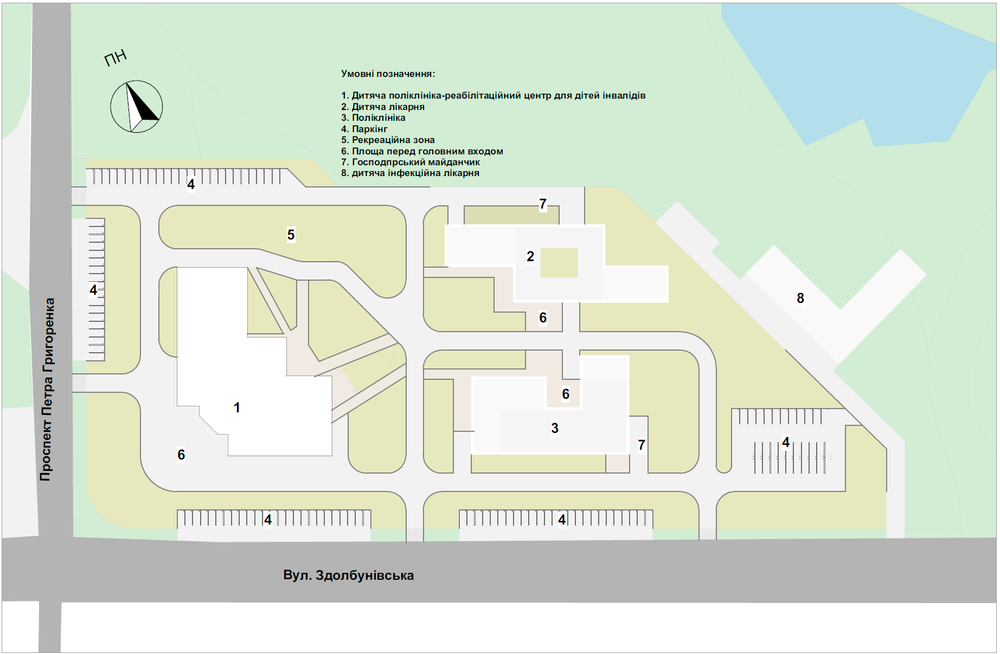 ПН
Умовні позначення:
1. Дитяча поліклініка-реабілітаційний центр для дітей інвалідів
2. Дитяча лікарня
3. Поліклініка
4. Паркінг
5. Рекреаційна зона
6. Площа перед головним входом
7. Господпрський майданчик
8. дитяча інфекційна лікарня
4
7
5
2
4
8
6
6
1
3
4
7
6
4
4
Проспект Петра Григоренка
Вул. Здолбунівська